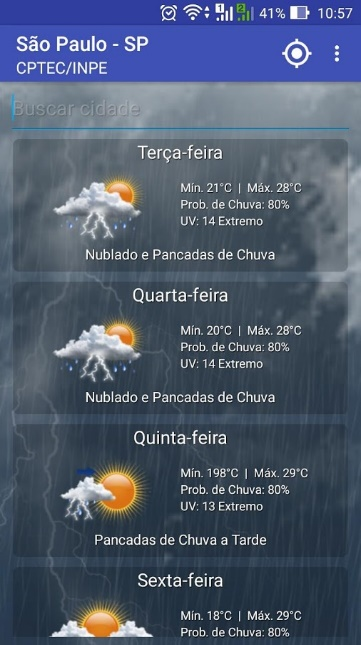 41% 10:57
São Paulo - SP
CPTEC/INPE
Buscar cidade
Terça-feira
Mín. 21°C | Máx. 28°C
Prob. de Chuva: 80%
UV: 14 Extremo
Nublado e Pancadas de Chuva
Quarta-feira
Mín. 20°C | Máx. 28°C
Prob. de Chuva: 80%
UV: 14 Extremo
Nublado e Pancadas de Chuva
Quinta-feira
Mín. 198°C | Máx. 29°C
Prob. de Chuva: 80%
UV: 13 Extremo
Pancadas de Chuva a Tarde
Sexta-feira
Mín. 18°C | Máx. 29°C
Prob. de Chuva: 80%